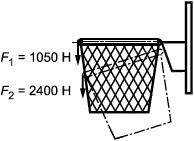 F₁ = 1050 Н
F₂ = 2400 Н